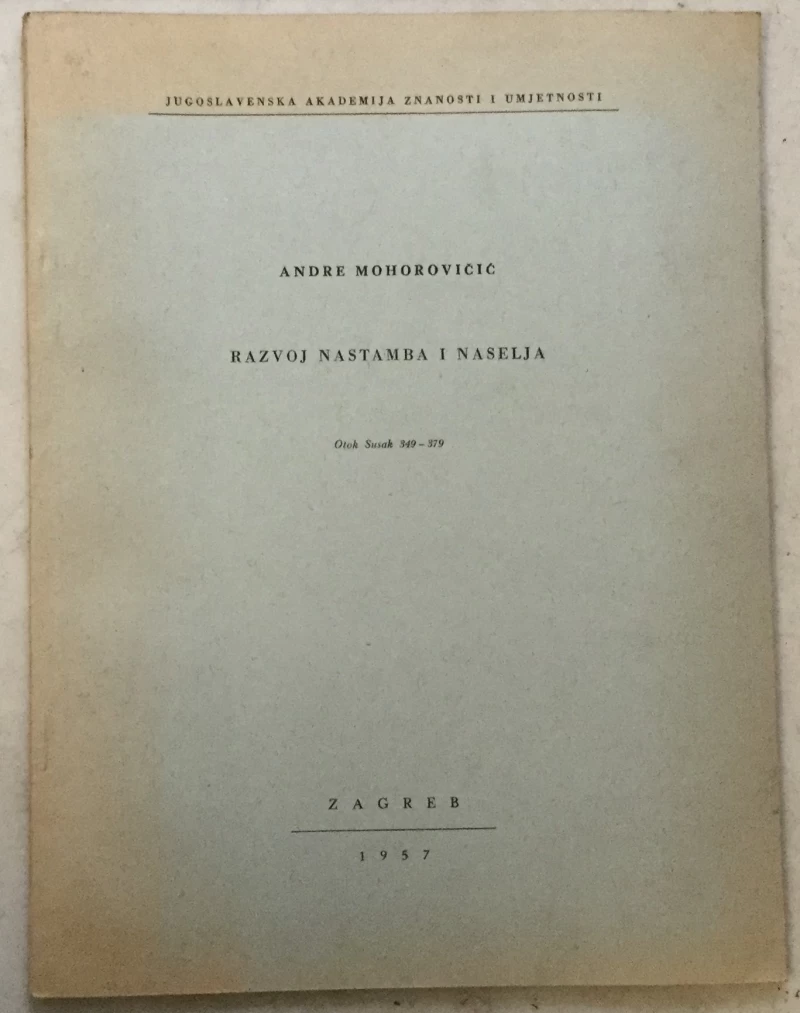 JUGOSLAVENSKA AKADEMIJA ZNANOSTI I UMJETNOSTI
ANDRE MOHOROVIČIĆ
RAZVOJ NASTAMBA I NASELJA
Otok Susak 349–379
ZAGREB
1957